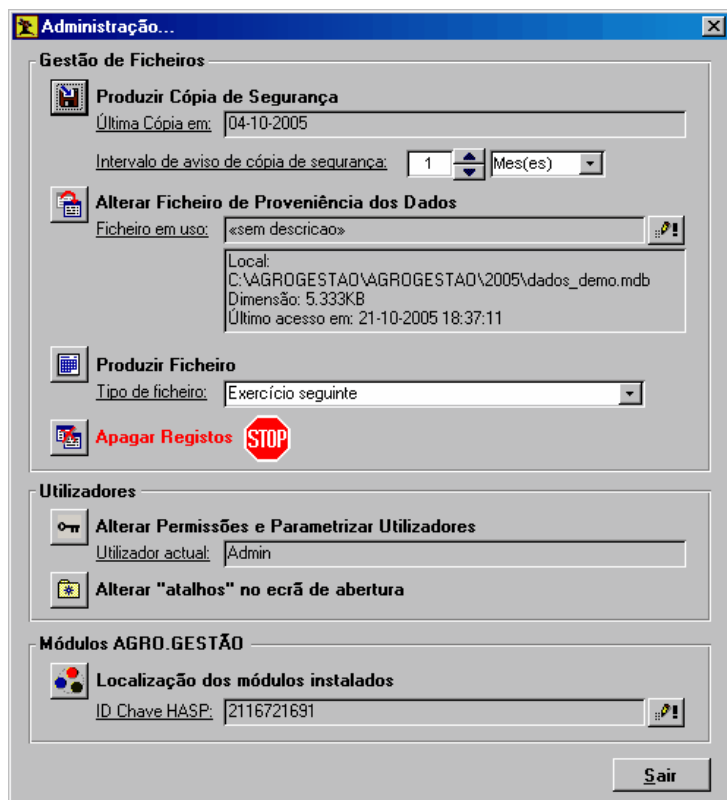 Administração...
Gestão de Ficheiros
Produzir Cópia de Segurança
Última Cópia em: 04-10-2005
Intervalo de aviso de cópia de segurança: 1 Mes(es)
Alterar Ficheiro de Proveniência dos Dados
Ficheiro em uso: «sem descricao»
Local:
C:\AGROGESTAO\AGROGESTAO\2005\dados_demo.mdb
Dimensão: 5.333KB
Último acesso em: 21-10-2005 18:37:11
Produzir Ficheiro
Tipo de ficheiro: Exercício seguinte
Apagar Registos STOP
Utilizadores
Alterar Permissões e Parametrizar Utilizadores
Utilizador actual: Admin
Alterar "atalhos" no ecrã de abertura
Módulos AGRO.GESTÃO
Localização dos módulos instalados
ID Chave HASP: 2116721691
Sair